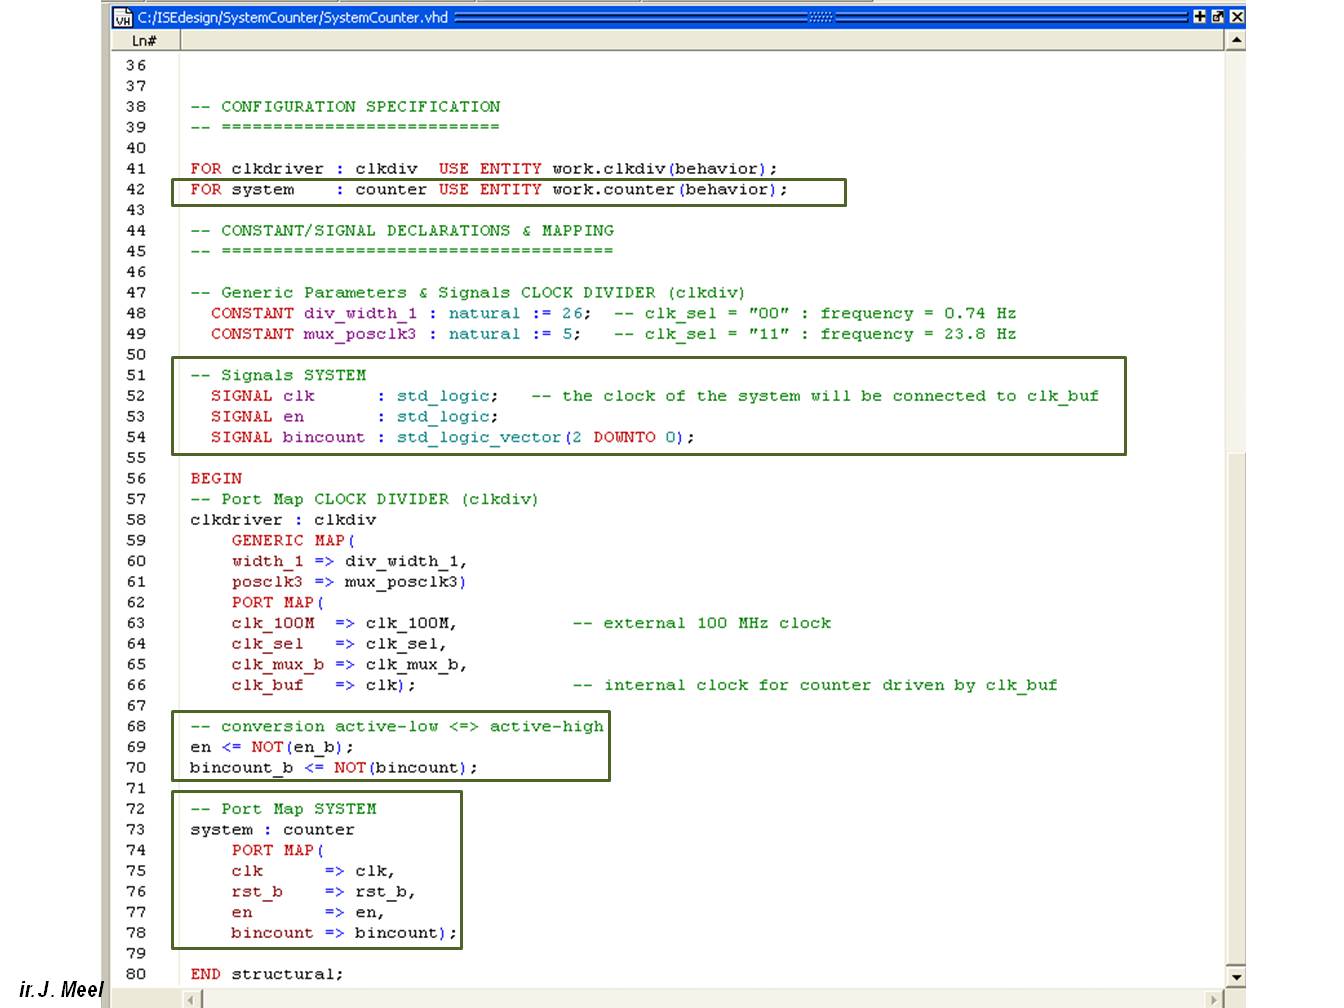 C:/ISEdesign/SystemCounter/SystemCounter.vhd
Ln#
36
37
38 -- CONFIGURATION SPECIFICATION
39 -- ===========================
40
41 FOR clkdriver : clkdiv  USE ENTITY work.clkdiv(behavior);
42 FOR system    : counter USE ENTITY work.counter(behavior);
43
44 -- CONSTANT/SIGNAL DECLARATIONS & MAPPING
45 -- ======================================
46
47 -- Generic Parameters & Signals CLOCK DIVIDER (clkdiv)
48   CONSTANT div_width_1 : natural := 26;  -- clk_sel = "00" : frequency = 0.74 Hz
49   CONSTANT mux_posclk3 : natural := 5;   -- clk_sel = "11" : frequency = 23.8 Hz
50
51 -- Signals SYSTEM
52   SIGNAL clk      : std_logic;   -- the clock of the system will be connected to clk_buf
53   SIGNAL en       : std_logic;
54   SIGNAL bincount : std_logic_vector(2 DOWNTO 0);
55
56 BEGIN
57 -- Port Map CLOCK DIVIDER (clkdiv)
58 clkdriver : clkdiv
59     GENERIC MAP(
60     width_1 => div_width_1,
61     posclk3 => mux_posclk3)
62     PORT MAP(
63     clk_100M  => clk_100M,           -- external 100 MHz clock
64     clk_sel   => clk_sel,
65     clk_mux_b => clk_mux_b,
66     clk_buf   => clk);               -- internal clock for counter driven by clk_buf
67
68 -- conversion active-low <=> active-high
69 en <= NOT(en_b);
70 bincount_b <= NOT(bincount);
71
72 -- Port Map SYSTEM
73 system : counter
74     PORT MAP(
75     clk      => clk,
76     rst_b    => rst_b,
77     en       => en,
78     bincount => bincount);
79
80 END structural;
ir. J. Meel